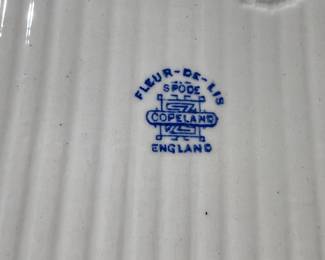 FLEUR-DE-LIS
SPODE
COPELAND
ENGLAND